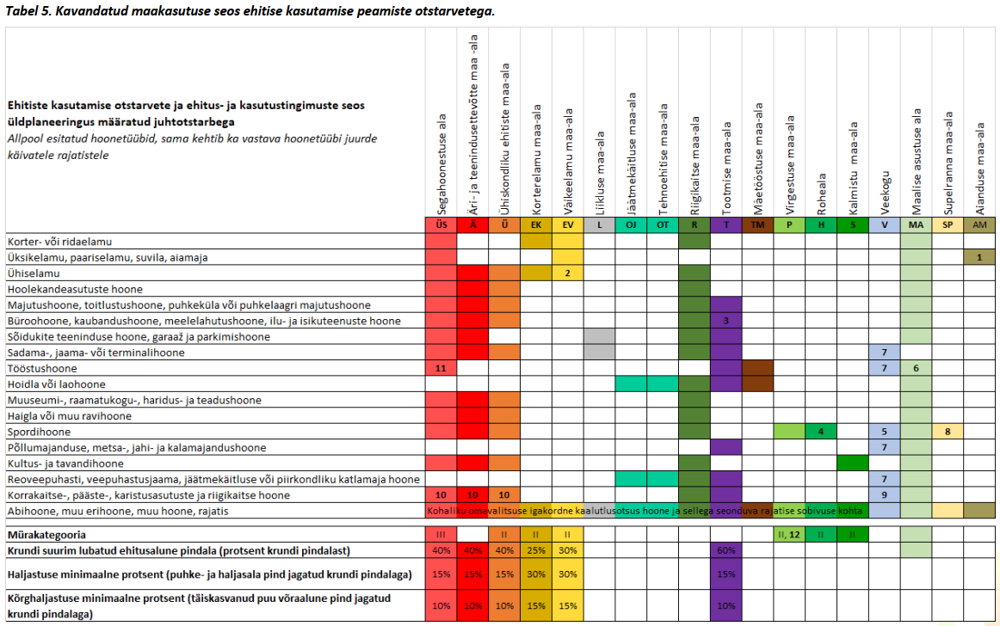 Tabel 5. Kavandatud maakasutuse seos ehitise kasutamise peamiste otstarvetega.
Ehitiste kasutamise otstarvete ja ehitus- ja kasutustingimuste seos
üldplaneeringus määratud juhtotstarbega
Allpool esitatud hoonetüübid, sama kehtib ka vastava hoonetüübi juurde
käivatele rajatistele
Segahoonestuse ala
Äri- ja teenindusettevõtte maa -ala
Ühiskondliku ehitiste maa-ala
Korterelamu maa-ala
Väikeelamu maa-ala
Liikluse maa-ala
Jäätmekäitluse maa-ala
Tehnoehitise maa-ala
Riigikaitse maa-ala
Tootmise maa-ala
Mäetööstuse maa-ala
Virgestuse maa-ala
Roheala
Kalmistu maa-ala
Veekogu
Maalise asustuse ala
Supelranna maa-ala
Aianduse maa-ala
ÜS Ä Ü EK EV L OJ OT R T TM P H S V MA SP AM
Korter- või ridaelamu
Üksikelamu, paariselamu, suvila, aiamaja 1
Ühiselamu 2
Hoolekandeasutuste hoone
Majutushoone, toitlustushoone, puhkeküla või puhkelaagri majutushoone
Büroohoone, kaubandushoone, meelelahutushoone, ilu- ja isikuteenuste hoone 3
Sõidukite teeninduse hoone, garaaž ja parkimishoone
Sadama-, jaama- või terminalihoone 7
Tööstushoone 11 7 6
Hoidla või laohoone
Muuseumi-, raamatukogu-, haridus- ja teadushoone
Haigla või muu ravihoone
Spordihoone 4 5 8
Põllumajanduse, metsa-, jahi- ja kalamajandushoone 7
Kultus- ja tavandihoone
Reoveepuhasti, veepuhastusjaama, jäätmekäitluse või piirkondliku katlamaja hoone 7
Korrakaitse-, pääste-, karistusasutuste ja riigikaitse hoone 10 10 10 9
Abihoone, muu erihoone, muu hoone, rajatis Kohaliku omavalitsuse igakordne kaalutlusotsus hoone ja sellega seonduva rajatise sobivuse kohta
Mürakategooria III II II II II, 12 II II
Krundi suurim lubatud ehitisalune pindala (protsent krundi pindalast) 40% 40% 40% 25% 30% 60%
Haljastuse minimaalne protsent (puhke- ja haljasala pind jagatud krundi pindalaga) 15% 15% 15% 30% 30% 15%
Kõrghaljastuse minimaalne protsent (täiskasvanud puu võraalune pind jagatud
krundi pindalaga) 10% 10% 10% 15% 15% 10%